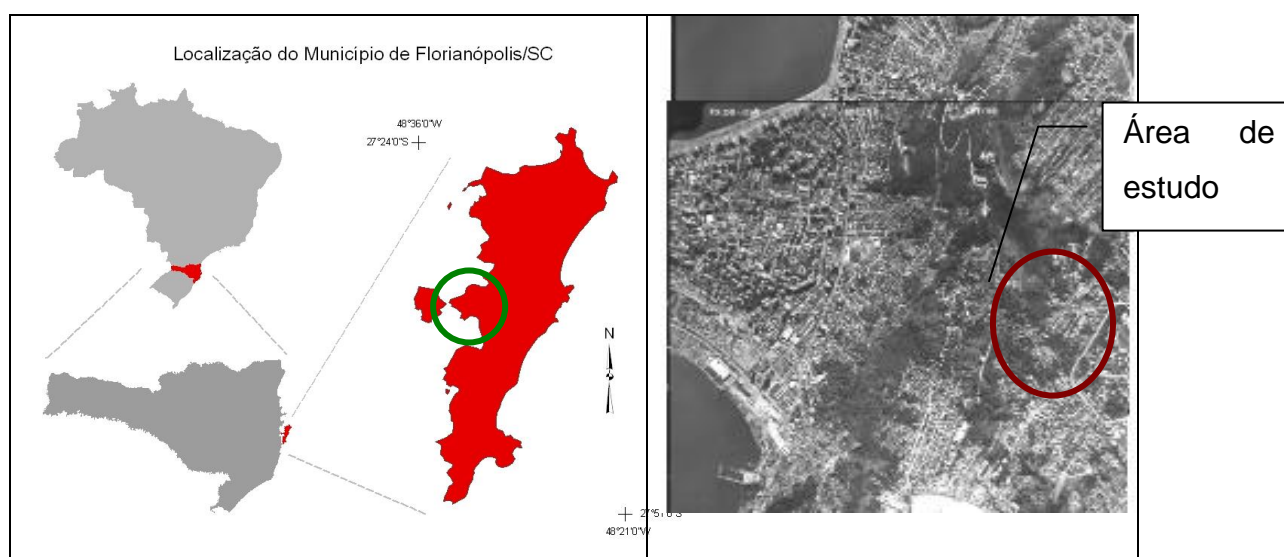 Localização do Município de Florianópolis/SC
48°36'0"W
27°24'0"S
N
48°21'0"W
Área de
estudo